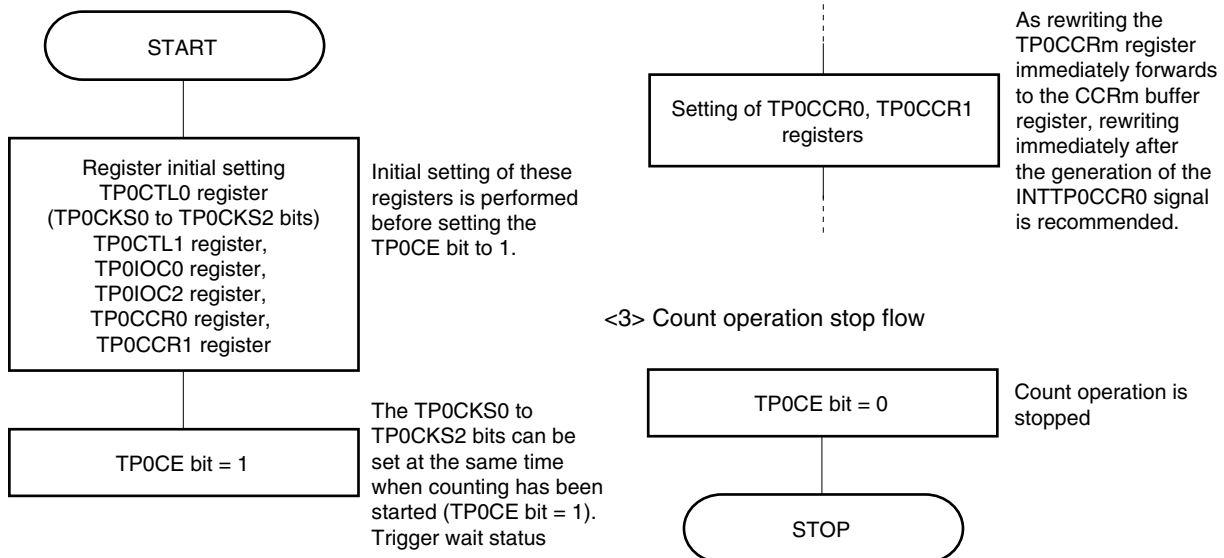 START
Register initial setting
TP0CTL0 register
(TP0CKS0 to TP0CKS2 bits)
TP0CTL1 register,
TP0IOC0 register,
TP0IOC2 register,
TP0CCR0 register,
TP0CCR1 register
Initial setting of these
registers is performed
before setting the
TP0CE bit to 1.
TP0CE bit = 1
The TP0CKS0 to
TP0CKS2 bits can be
set at the same time
when counting has been
started (TP0CE bit = 1).
Trigger wait status
Setting of TP0CCR0, TP0CCR1
registers
As rewriting the
TP0CCRm register
immediately forwards
to the CCRm buffer
register, rewriting
immediately after
the generation of the
INTTP0CCR0 signal
is recommended.
<3> Count operation stop flow
TP0CE bit = 0
Count operation is
stopped
STOP